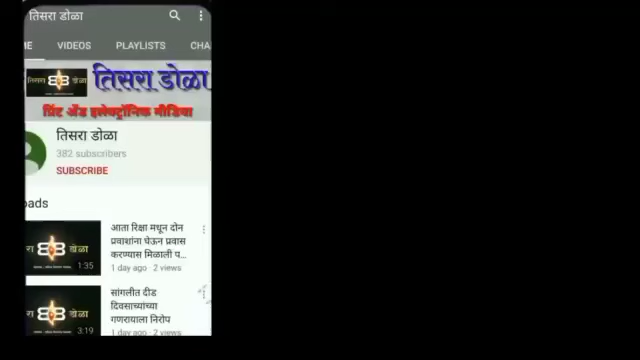 तिसरा डोळा
VIDEOS
PLAYLISTS
तिसरा
डोळा
तिसरा डोळा
प्रिंट अँड इलेक्ट्रॉनिक मीडिया
तिसरा डोळा
382 subscribers
SUBSCRIBE
डोळा
1:35
आता रिक्षा मधून दोन
प्रवाशांना घेऊन प्रवास
करण्यास मिळाली प...
1 day ago · 2 views
डोळा
3:19
सांगलीत दीड
दिवसाच्यांच्या
गणरायाला निरोप
1 day ago · 2 views